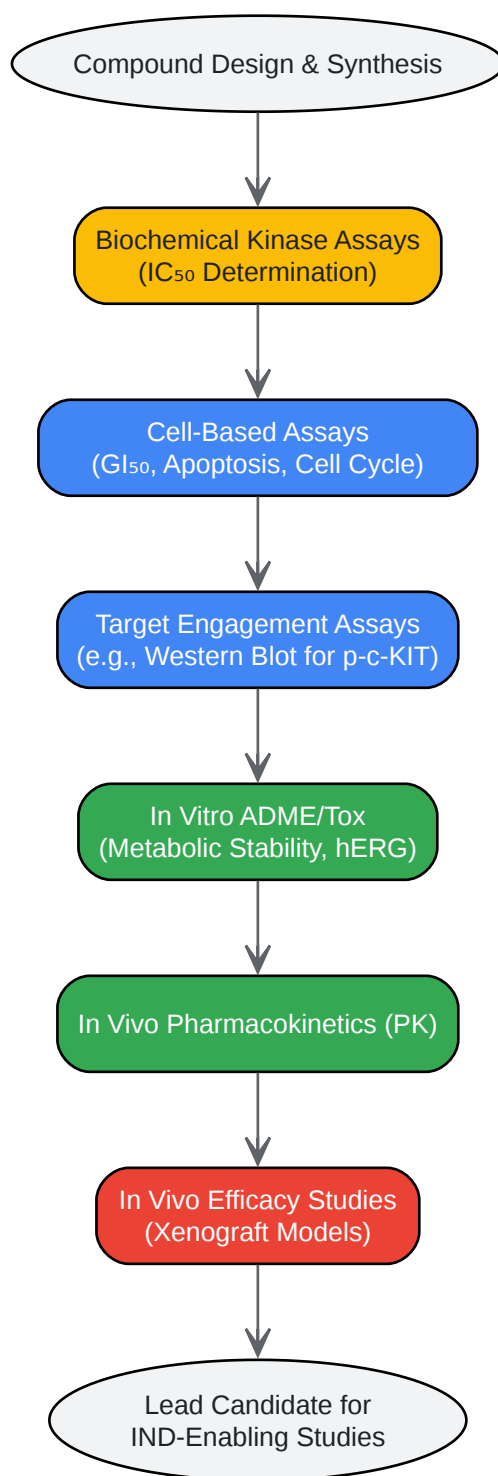 Compound Design & Synthesis
Biochemical Kinase Assays
(IC₅₀ Determination)
Cell-Based Assays
(GI₅₀, Apoptosis, Cell Cycle)
Target Engagement Assays
(e.g., Western Blot for p-c-KIT)
In Vitro ADME/Tox
(Metabolic Stability, hERG)
In Vivo Pharmacokinetics (PK)
In Vivo Efficacy Studies
(Xenograft Models)
Lead Candidate for
IND-Enabling Studies